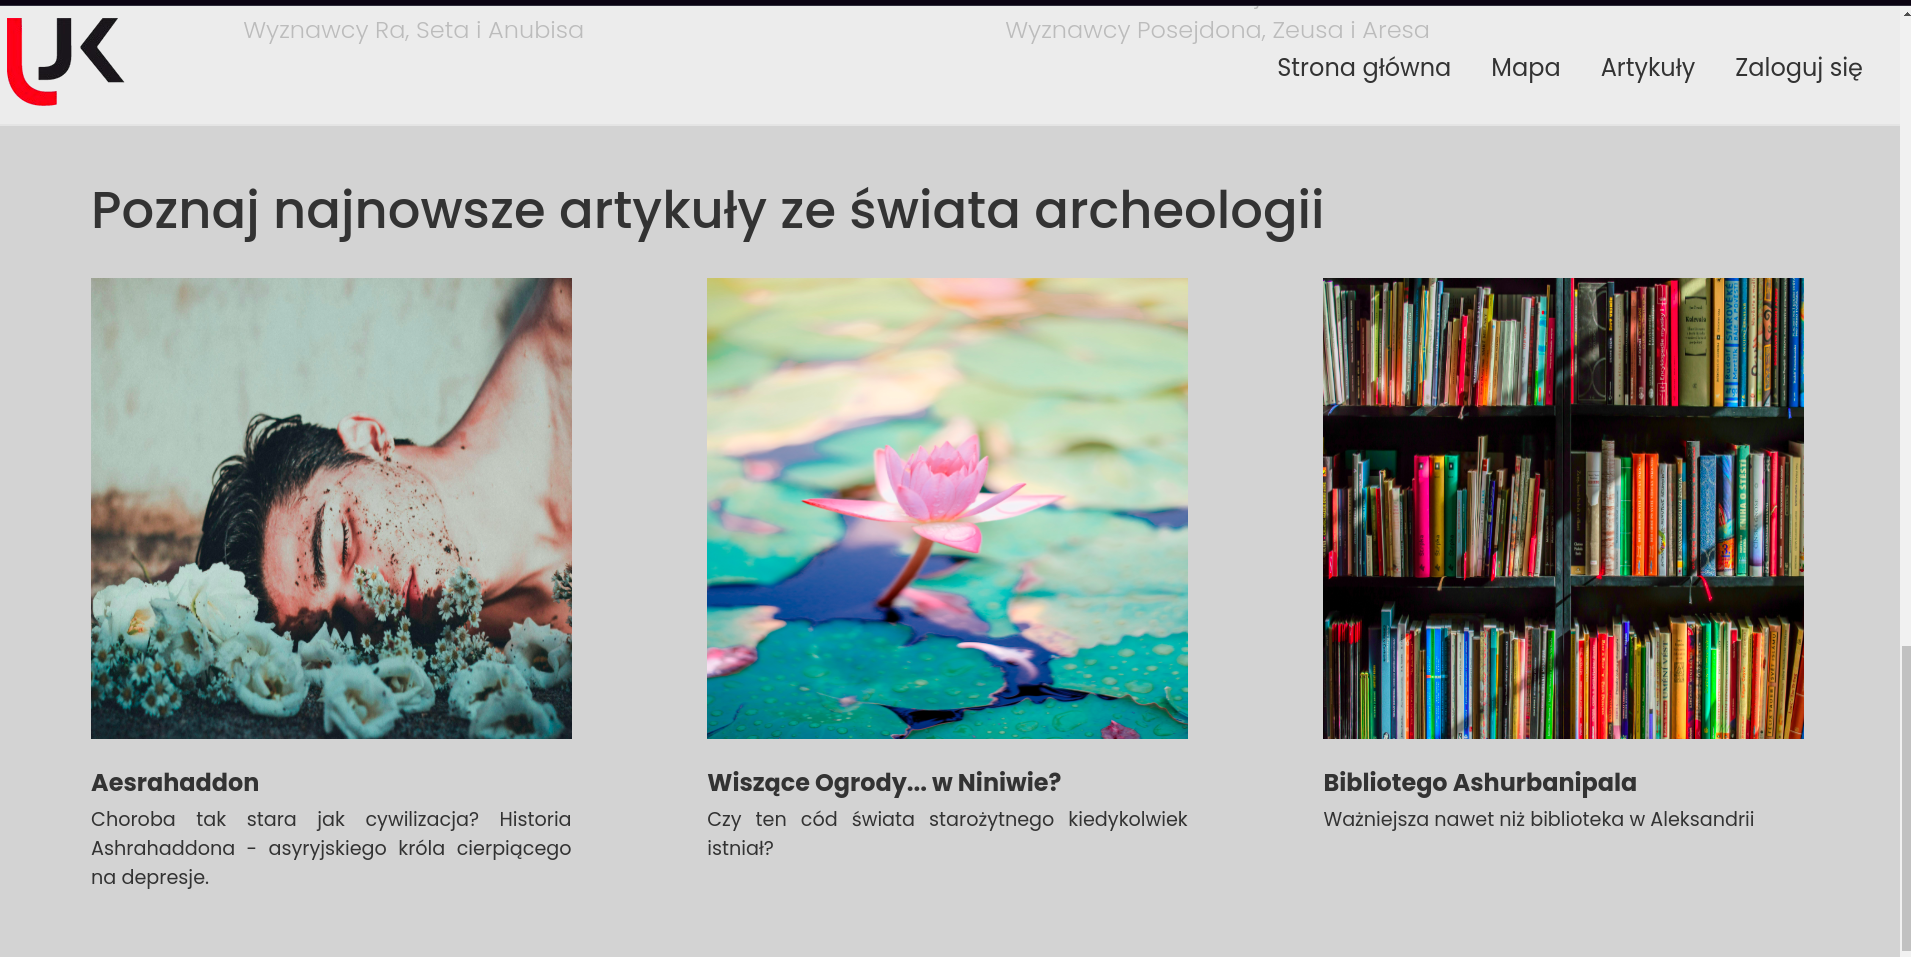 Wyznawcy Ra, Seta i Anubisa
Wyznawcy Posejdona, Zeusa i Aresa
UJK
Strona główna Mapa Artykuły Zaloguj się
Poznaj najnowsze artykuły ze świata archeologii
Aesrahaddon
Choroba tak stara jak cywilizacja? Historia
Ashrahaddona - asyryjskiego króla cierpiącego
na depresje.
Wiszące Ogrody... w Niniwie?
Czy ten cód świata starożytnego kiedykolwiek
istniał?
Bibliotego Ashurbanipala
Ważniejsza nawet niż biblioteka w Aleksandrii